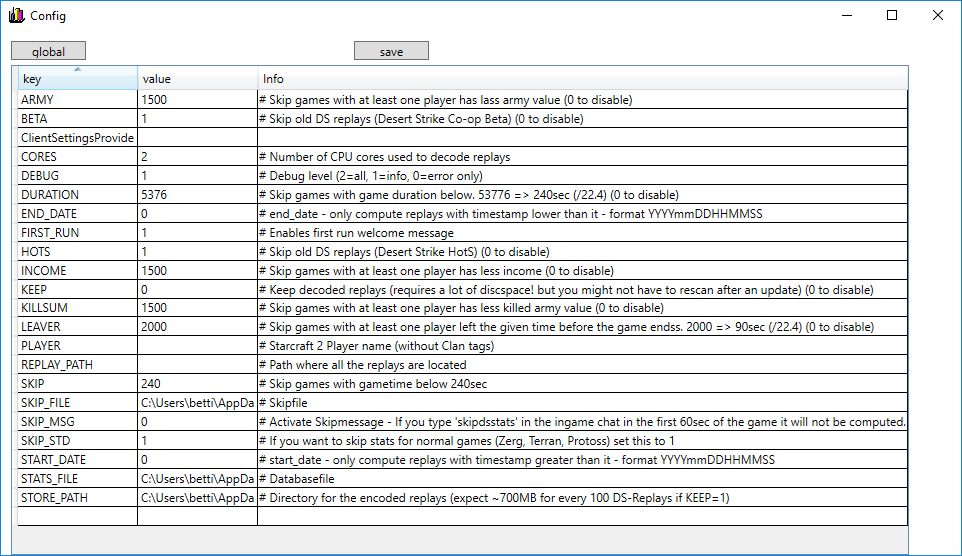 Config
global save
key value Info
ARMY 1500 # Skip games with at least one player has lass army value (0 to disable)
BETA 1 # Skip old DS replays (Desert Strike Co-op Beta) (0 to disable)
ClientSettingsProvide
CORES 2 # Number of CPU cores used to decode replays
DEBUG 1 # Debug level (2=all, 1=info, 0=error only)
DURATION 5376 # Skip games with game duration below. 53776 => 240sec (/22.4) (0 to disable)
END_DATE 0 # end_date - only compute replays with timestamp lower than it - format YYYYmmDDHHMMSS
FIRST_RUN 1 # Enables first run welcome message
HOTS 1 # Skip old DS replays (Desert Strike HotS) (0 to disable)
INCOME 1500 # Skip games with at least one player has less income (0 to disable)
KEEP 0 # Keep decoded replays (requires a lot of discspace! but you might not have to rescan after an update) (0 to disable)
KILLSUM 1500 # Skip games with at least one player has less killed army value (0 to disable)
LEAVER 2000 # Skip games with at least one player left the given time before the game endss. 2000 => 90sec (/22.4) (0 to disable)
PLAYER # Starcraft 2 Player name (without Clan tags)
REPLAY_PATH # Path where all the replays are located
SKIP 240 # Skip games with gametime below 240sec
SKIP_FILE C:\Users\betti\AppDa # Skipfile
SKIP_MSG 0 # Activate Skipmessage - If you type 'skipdsstats' in the ingame chat in the first 60sec of the game it will not be computed.
SKIP_STD 1 # If you want to skip stats for normal games (Zerg, Terran, Protoss) set this to 1
START_DATE 0 # start_date - only compute replays with timestamp greater than it - format YYYYmmDDHHMMSS
STATS_FILE C:\Users\betti\AppDa # Databasefile
STORE_PATH C:\Users\betti\AppDa # Directory for the encoded replays (expect ~700MB for every 100 DS-Replays if KEEP=1)